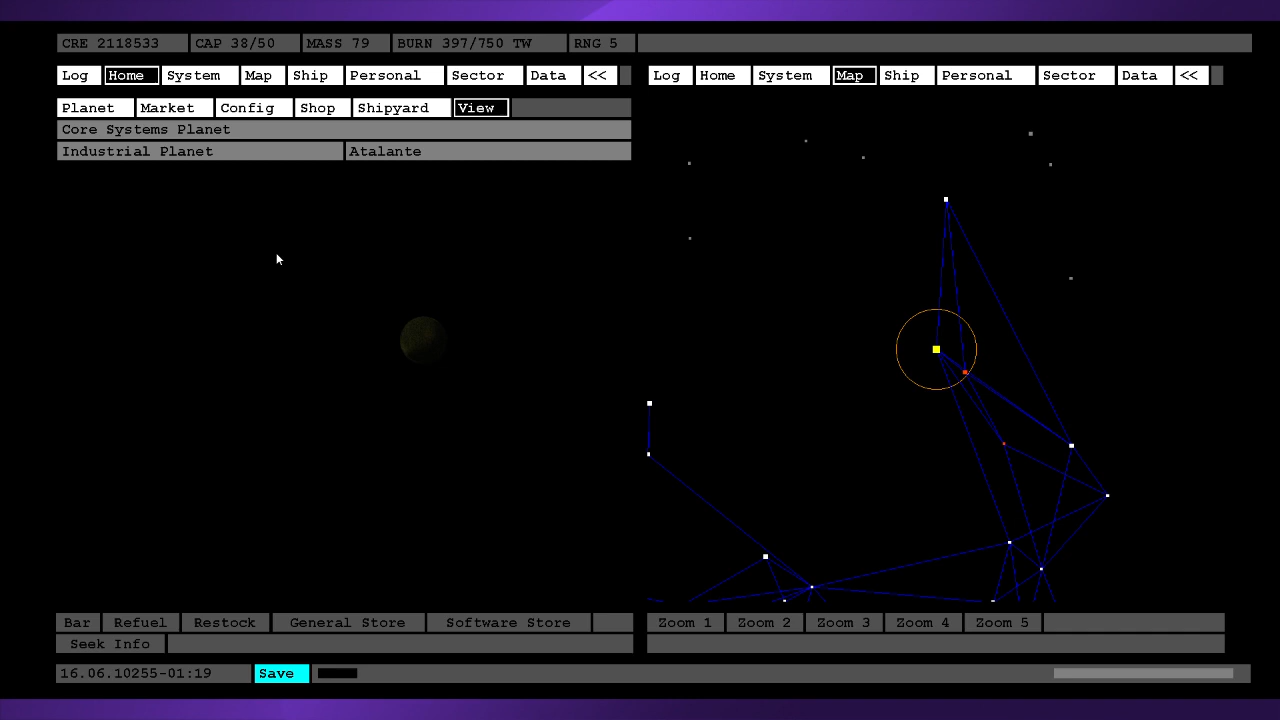 CRE 2118533 CAP 38/50 MASS 79 BURN 397/750 TW RNG 5
Log Home System Map Ship Personal Sector Data << Log Home System Map Ship Personal Sector Data <<
Planet Market Config Shop Shipyard View
Core Systems Planet
Industrial Planet Atalante
Bar Refuel Restock General Store Software Store Zoom 1 Zoom 2 Zoom 3 Zoom 4 Zoom 5
Seek Info
16.06.10255-01:19 Save